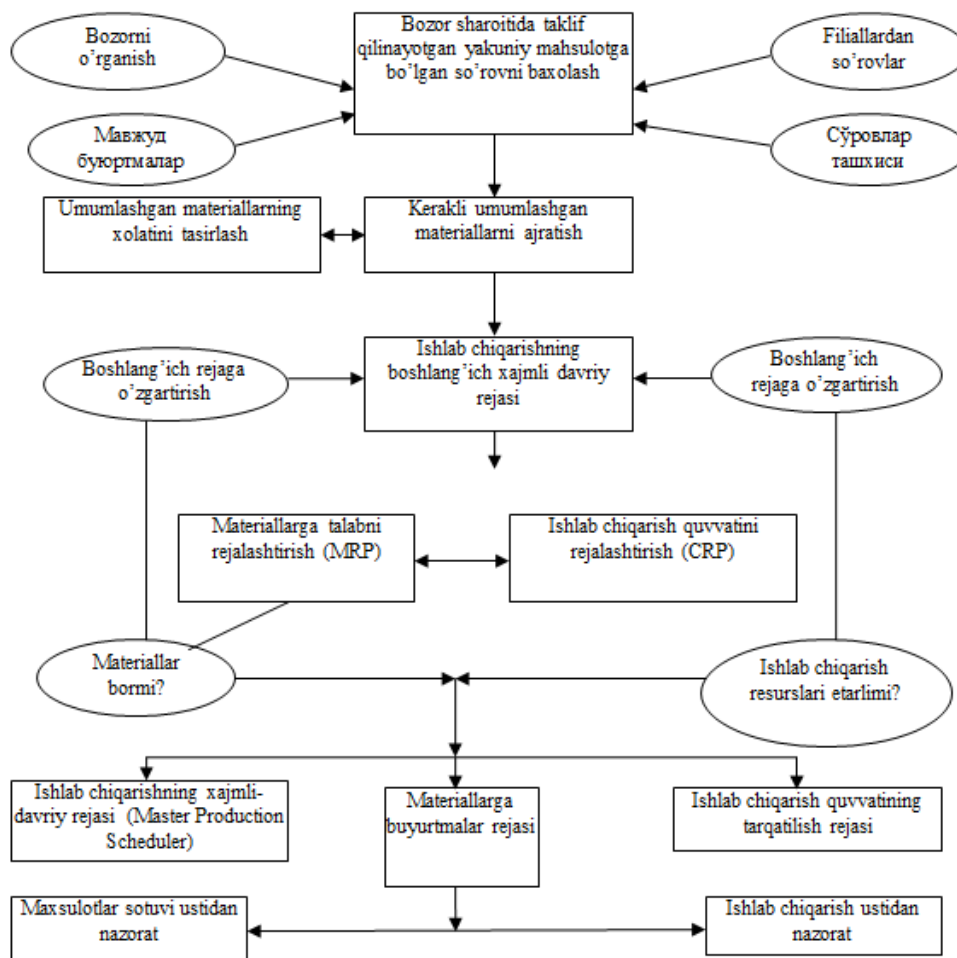 Bozorni
o’rganish
Bozor sharoitida taklif
qilinayotgan yakuniy mahsulotga
bo’lgan so’rovni baxolash
Filiallardan
so’rovlar
Мавжуд
буюртмалар
Сўровлар
ташхиси
Umumlashgan materiallarning
xolatini tasirlash
Kerakli umumlashgan
materiallarni ajratish
Boshlang’ich rejaga
o’zgartirish
Ishlab chiqarishning
boshlang’ich xajmli davriy
rejasi
Boshlang’ich
rejaga o’zgartirish
Materiallarga talabni
rejalashtirish (MRP)
Ishlab chiqarish quvvatini
rejalashtirish (CRP)
Materiallar
bormi?
Ishlab chiqarish
resurslari etarlimi?
Ishlab chiqarishning xajmli-
davriy rejasi (Master Production
Scheduler)
Materiallarga
buyurtmalar rejasi
Ishlab chiqarish quvvatining
tarqatilish rejasi
Maxsulotlar sotuvi ustidan
nazorat
Ishlab chiqarish ustidan
nazorat